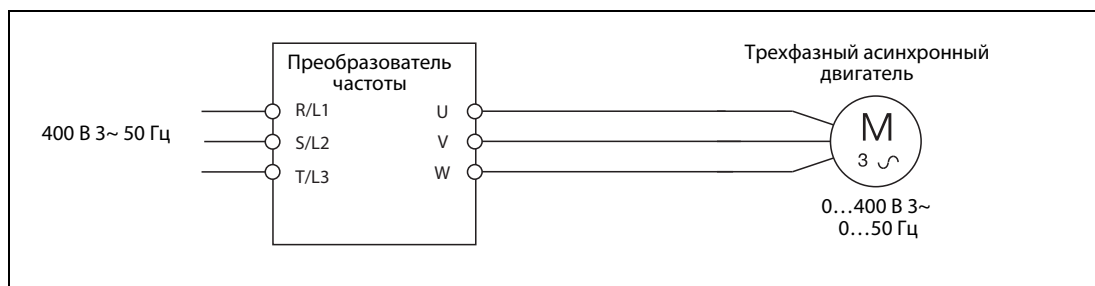 Преобразователь
частоты
Трехфазный асинхронный
двигатель
400 В 3~ 50 Гц
R/L1
S/L2
T/L3
U
V
W
M
3 ∿
0…400 В 3~
0…50 Гц